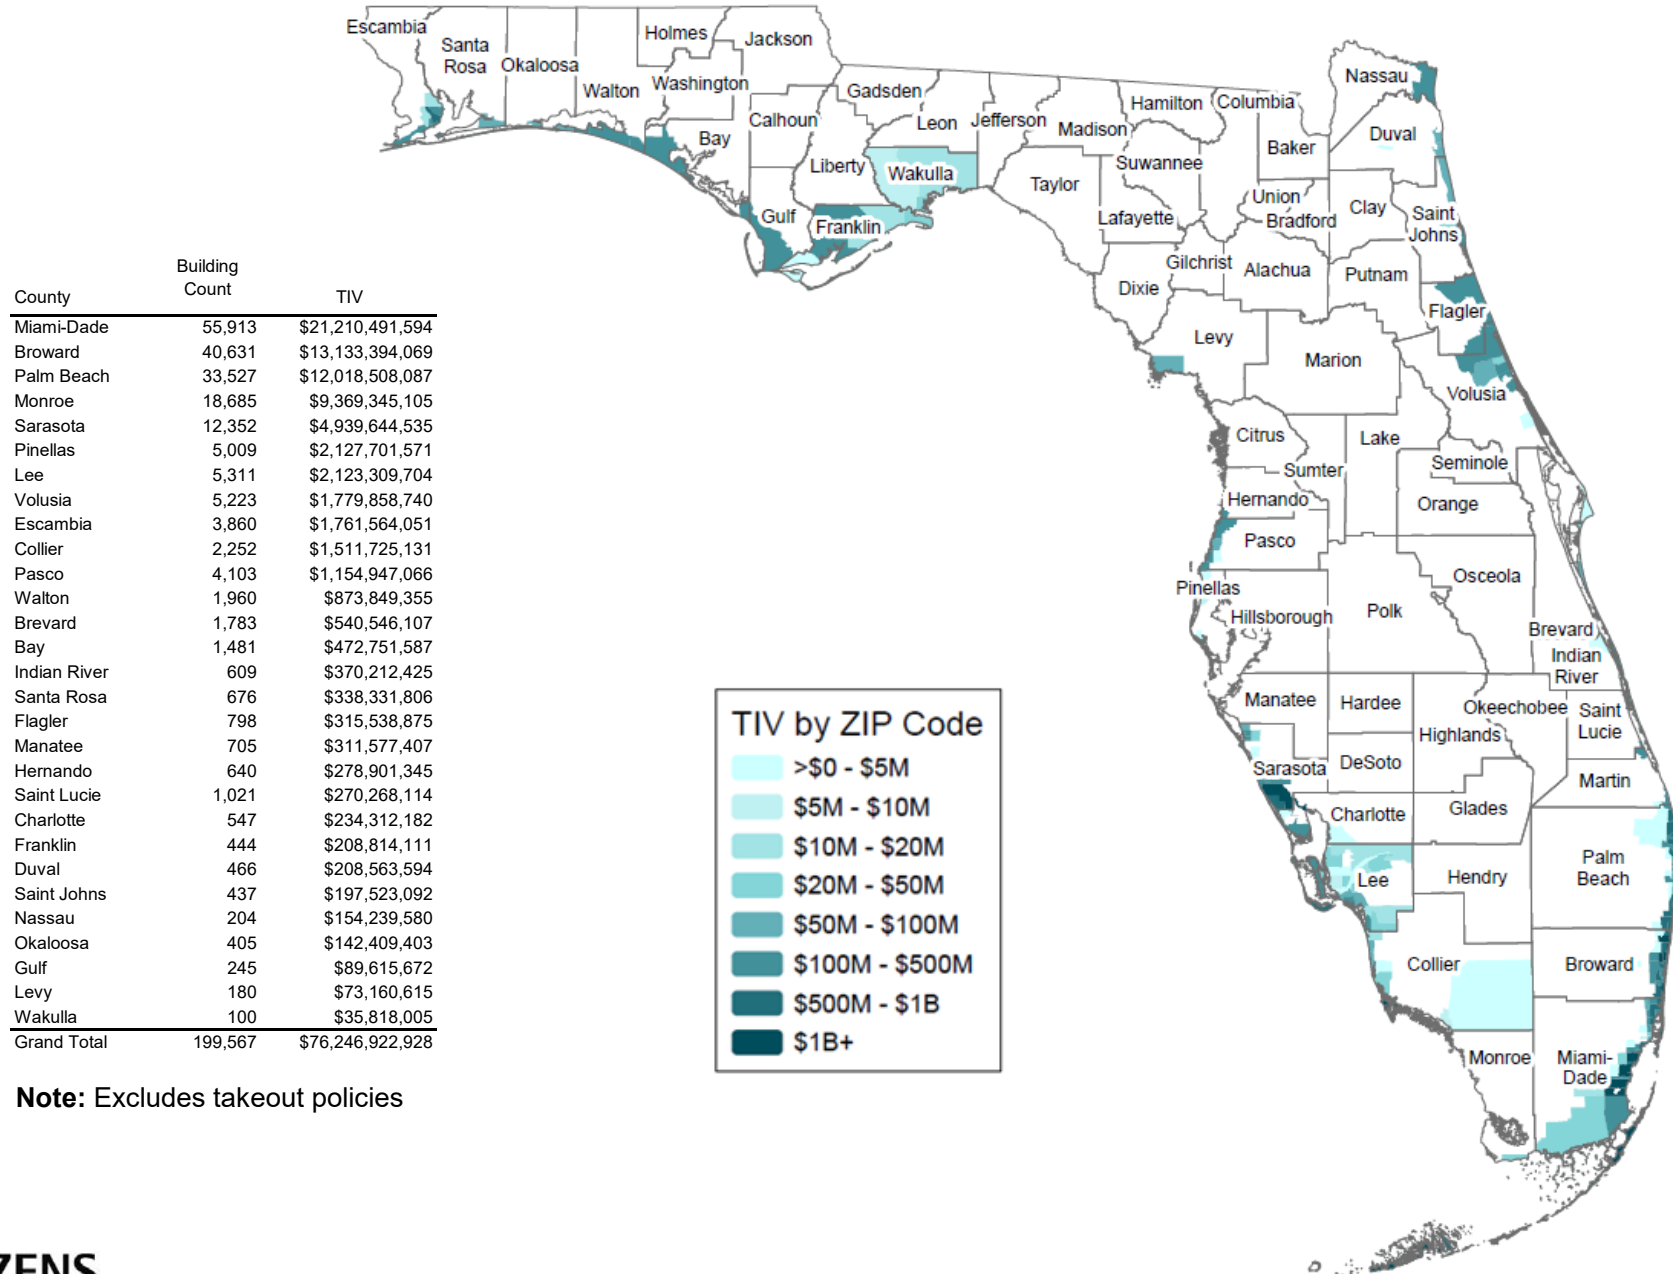 Escambia
Santa
Rosa
Okaloosa
Walton
Holmes
Washington
Jackson
Bay
Calhoun
Gulf
Gadsden
Liberty
Franklin
Leon
Wakulla
Jefferson
Madison
Taylor
Hamilton
Suwannee
Lafayette
Dixie
Columbia
Gilchrist
Baker
Union
Bradford
Alachua
Levy
Nassau
Duval
Clay
Saint
Johns
Putnam
Flagler
Marion
Volusia
Citrus
Sumter
Lake
Hernando
Seminole
Orange
Pasco
Osceola
Pinellas
Hillsborough
Polk
Brevard
Indian
River
Manatee
Hardee
Highlands
Okeechobee
Saint
Lucie
Sarasota
DeSoto
Martin
Charlotte
Glades
Lee
Hendry
Palm
Beach
Collier
Broward
Monroe
Miami-
Dade
Building
Count
County TIV
Miami-Dade 55,913 $21,210,491,594
Broward 40,631 $13,133,394,069
Palm Beach 33,527 $12,018,508,087
Monroe 18,685 $9,369,345,105
Sarasota 12,352 $4,939,644,535
Pinellas 5,009 $2,127,701,571
Lee 5,311 $2,123,309,704
Volusia 5,223 $1,779,858,740
Escambia 3,860 $1,761,564,051
Collier 2,252 $1,511,725,131
Pasco 4,103 $1,154,947,066
Walton 1,960 $873,849,355
Brevard 1,783 $540,546,107
Bay 1,481 $472,751,587
Indian River 609 $370,212,425
Santa Rosa 676 $338,331,806
Flagler 798 $315,538,875
Manatee 705 $311,577,407
Hernando 640 $278,901,345
Saint Lucie 1,021 $270,268,114
Charlotte 547 $234,312,182
Franklin 444 $208,814,111
Duval 466 $208,563,594
Saint Johns 437 $197,523,092
Nassau 204 $154,239,580
Okaloosa 405 $142,409,403
Gulf 245 $89,615,672
Levy 180 $73,160,615
Wakulla 100 $35,818,005
Grand Total 199,567 $76,246,922,928
Note: Excludes takeout policies
TIV by ZIP Code
>$0 - $5M
$5M - $10M
$10M - $20M
$20M - $50M
$50M - $100M
$100M - $500M
$500M - $1B
$1B+
ZENS